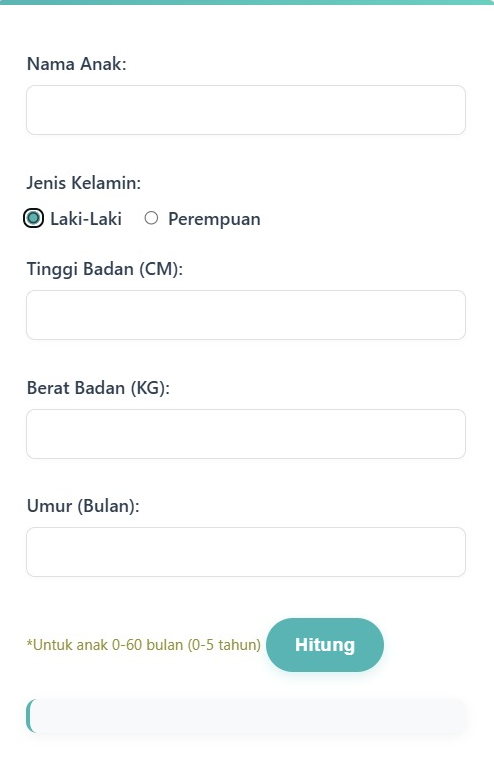 Nama Anak:
Jenis Kelamin:
Laki-Laki Perempuan
Tinggi Badan (CM):
Berat Badan (KG):
Umur (Bulan):
*Untuk anak 0-60 bulan (0-5 tahun) Hitung